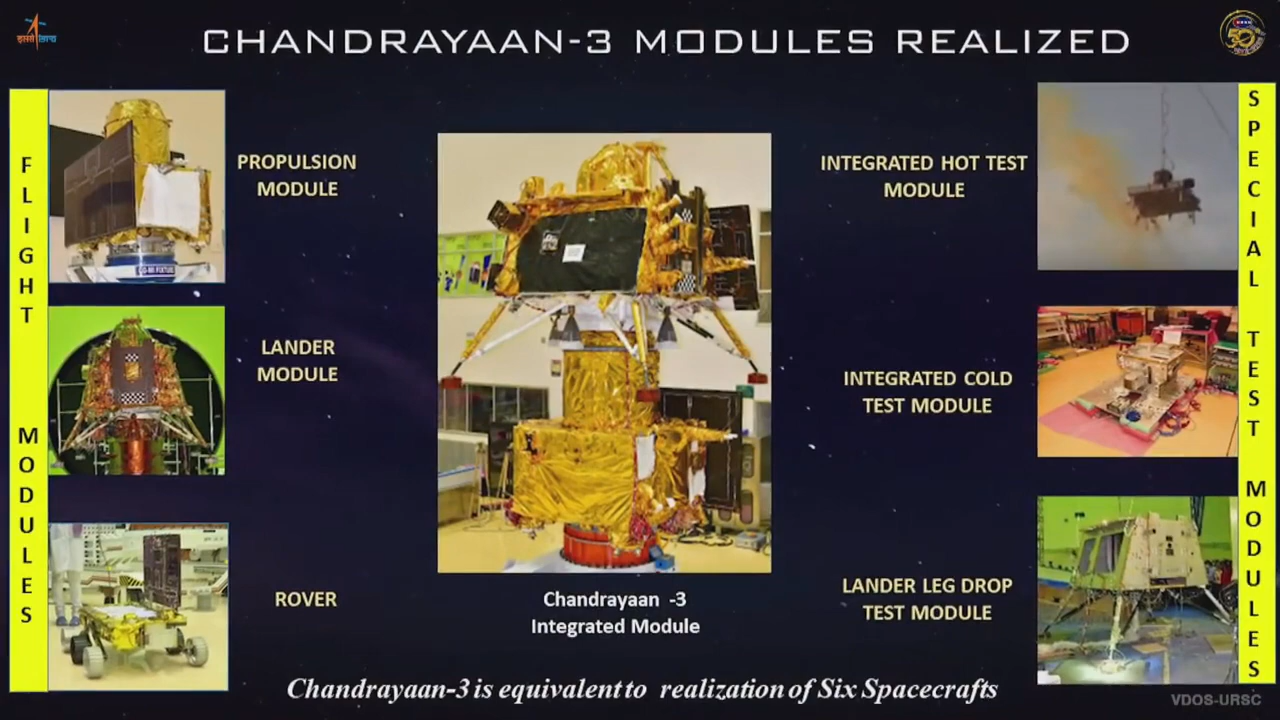 इसरो isro
CHANDRAYAAN-3 MODULES REALIZED
FLIGHT MODULES
PROPULSION
MODULE
LANDER
MODULE
ROVER
Chandrayaan -3
Integrated Module
INTEGRATED HOT TEST
MODULE
INTEGRATED COLD
TEST MODULE
LANDER LEG DROP
TEST MODULE
SPECIAL TEST MODULES
Chandrayaan-3 is equivalent to realization of Six Spacecrafts
VDOS-URSC